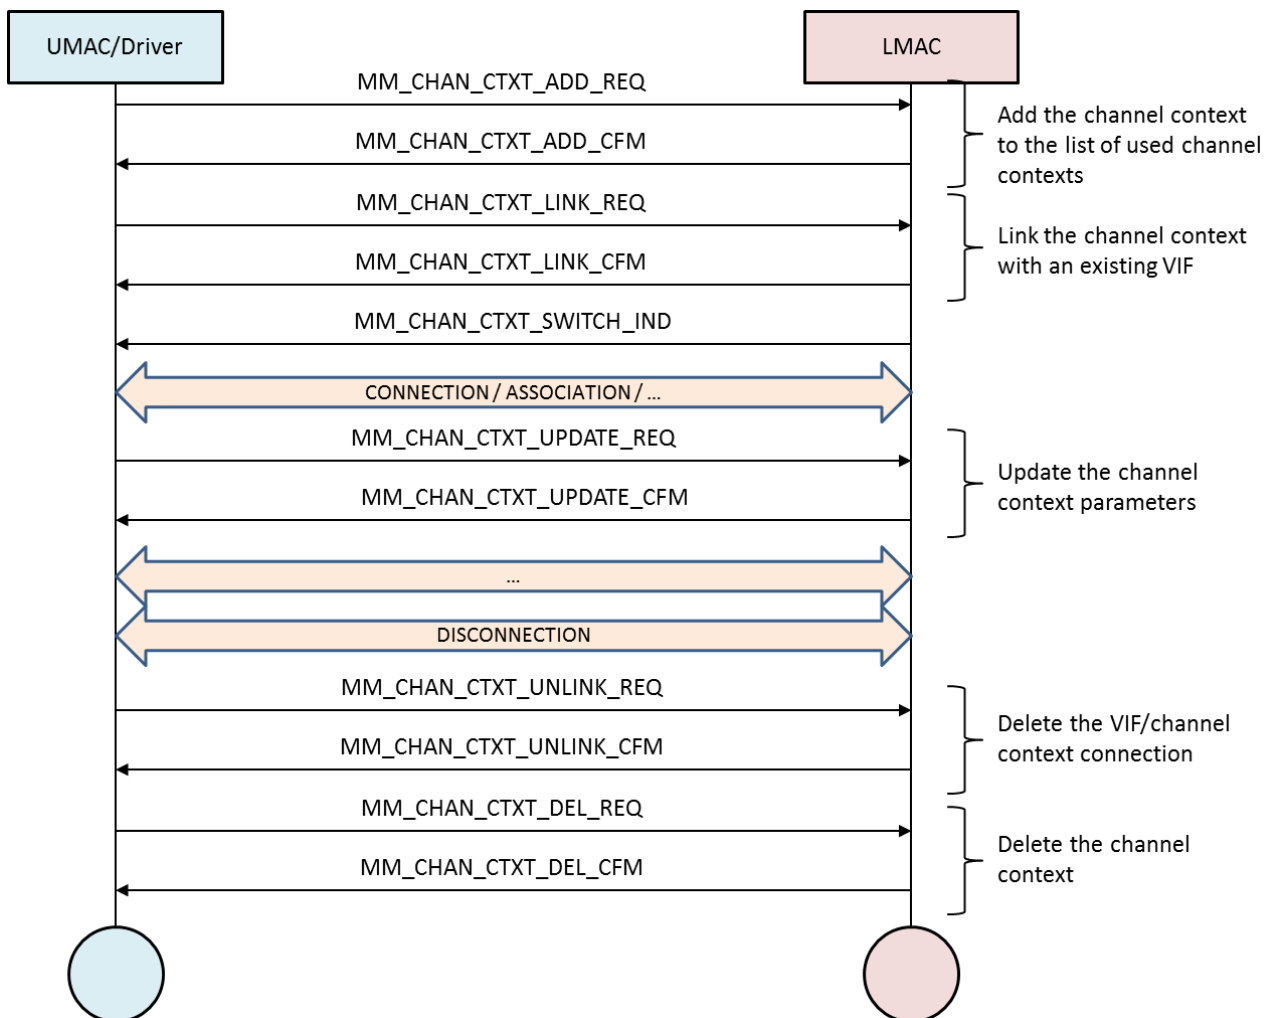 UMAC/Driver
LMAC
MM_CHAN_CTXT_ADD_REQ
MM_CHAN_CTXT_ADD_CFM
Add the channel context
to the list of used channel
contexts
MM_CHAN_CTXT_LINK_REQ
MM_CHAN_CTXT_LINK_CFM
Link the channel context
with an existing VIF
MM_CHAN_CTXT_SWITCH_IND
CONNECTION / ASSOCIATION / ...
MM_CHAN_CTXT_UPDATE_REQ
MM_CHAN_CTXT_UPDATE_CFM
Update the channel
context parameters
...
DISCONNECTION
MM_CHAN_CTXT_UNLINK_REQ
MM_CHAN_CTXT_UNLINK_CFM
Delete the VIF/channel
context connection
MM_CHAN_CTXT_DEL_REQ
MM_CHAN_CTXT_DEL_CFM
Delete the channel
context